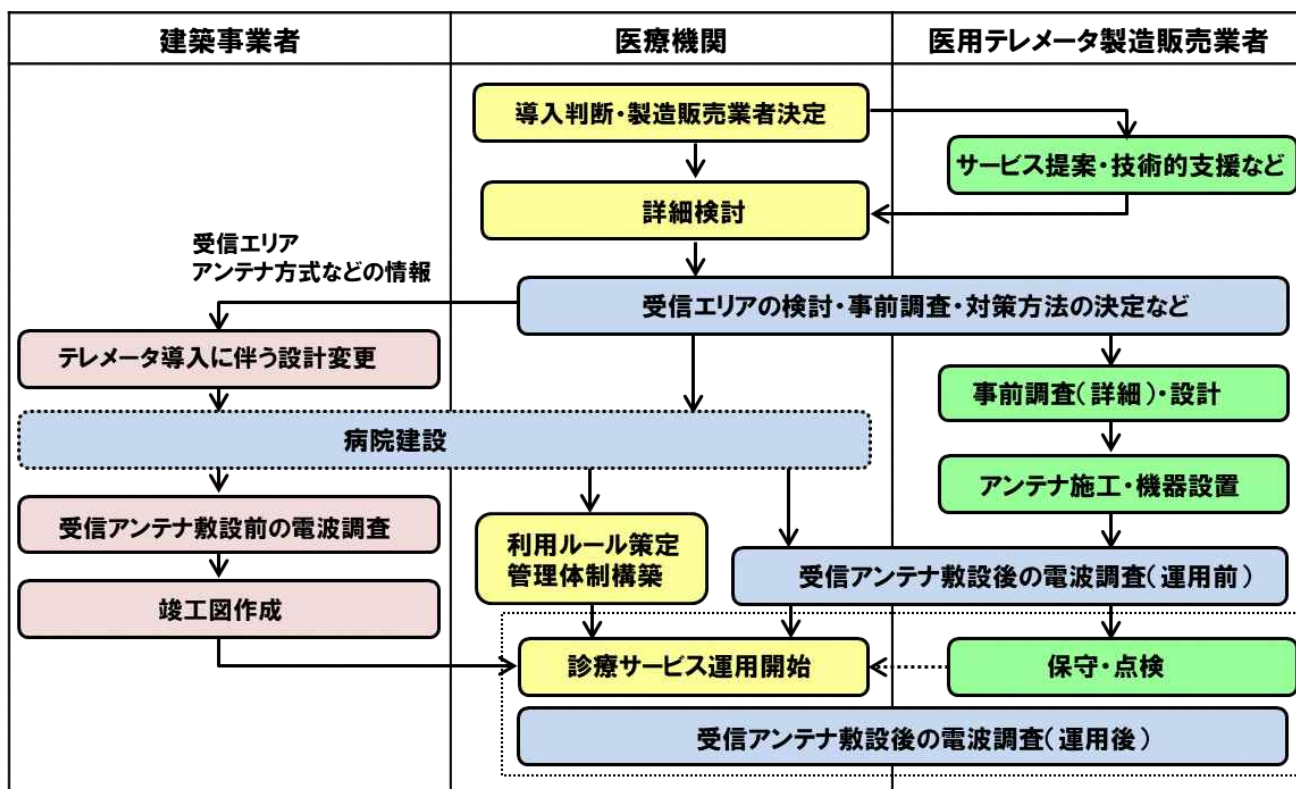 建築事業者
医療機関
医用テレメータ製造販売業者
導入判断・製造販売業者決定
サービス提案・技術的支援など
詳細検討
受信エリア
アンテナ方式などの情報
受信エリアの検討・事前調査・対策方法の決定など
テレメータ導入に伴う設計変更
事前調査(詳細)・設計
病院建設
アンテナ施工・機器設置
受信アンテナ敷設前の電波調査
利用ルール策定
管理体制構築
受信アンテナ敷設後の電波調査(運用前)
竣工図作成
診療サービス運用開始
保守・点検
受信アンテナ敷設後の電波調査(運用後)